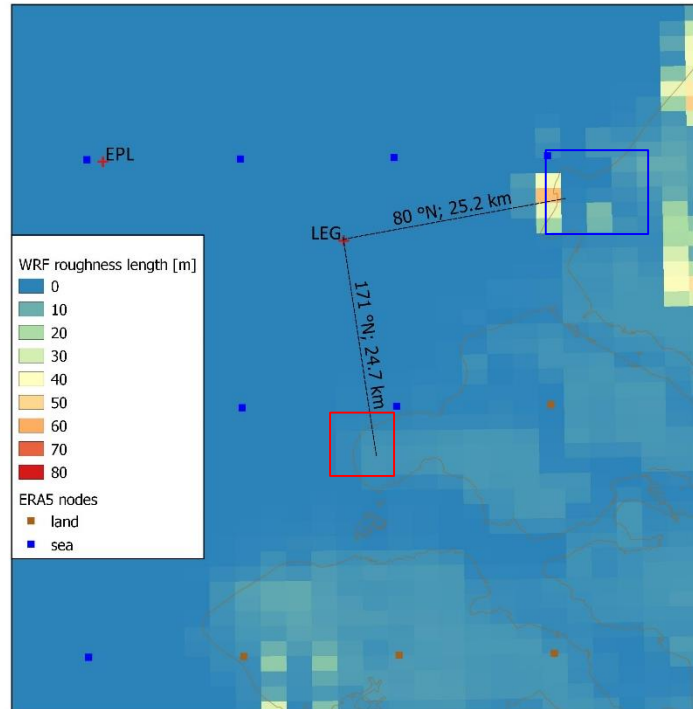 EPL
80 °N; 25.2 km
LEG
171 °N; 24.7 km
WRF roughness length [m]
0
10
20
30
40
50
60
70
80
ERA5 nodes
land
sea